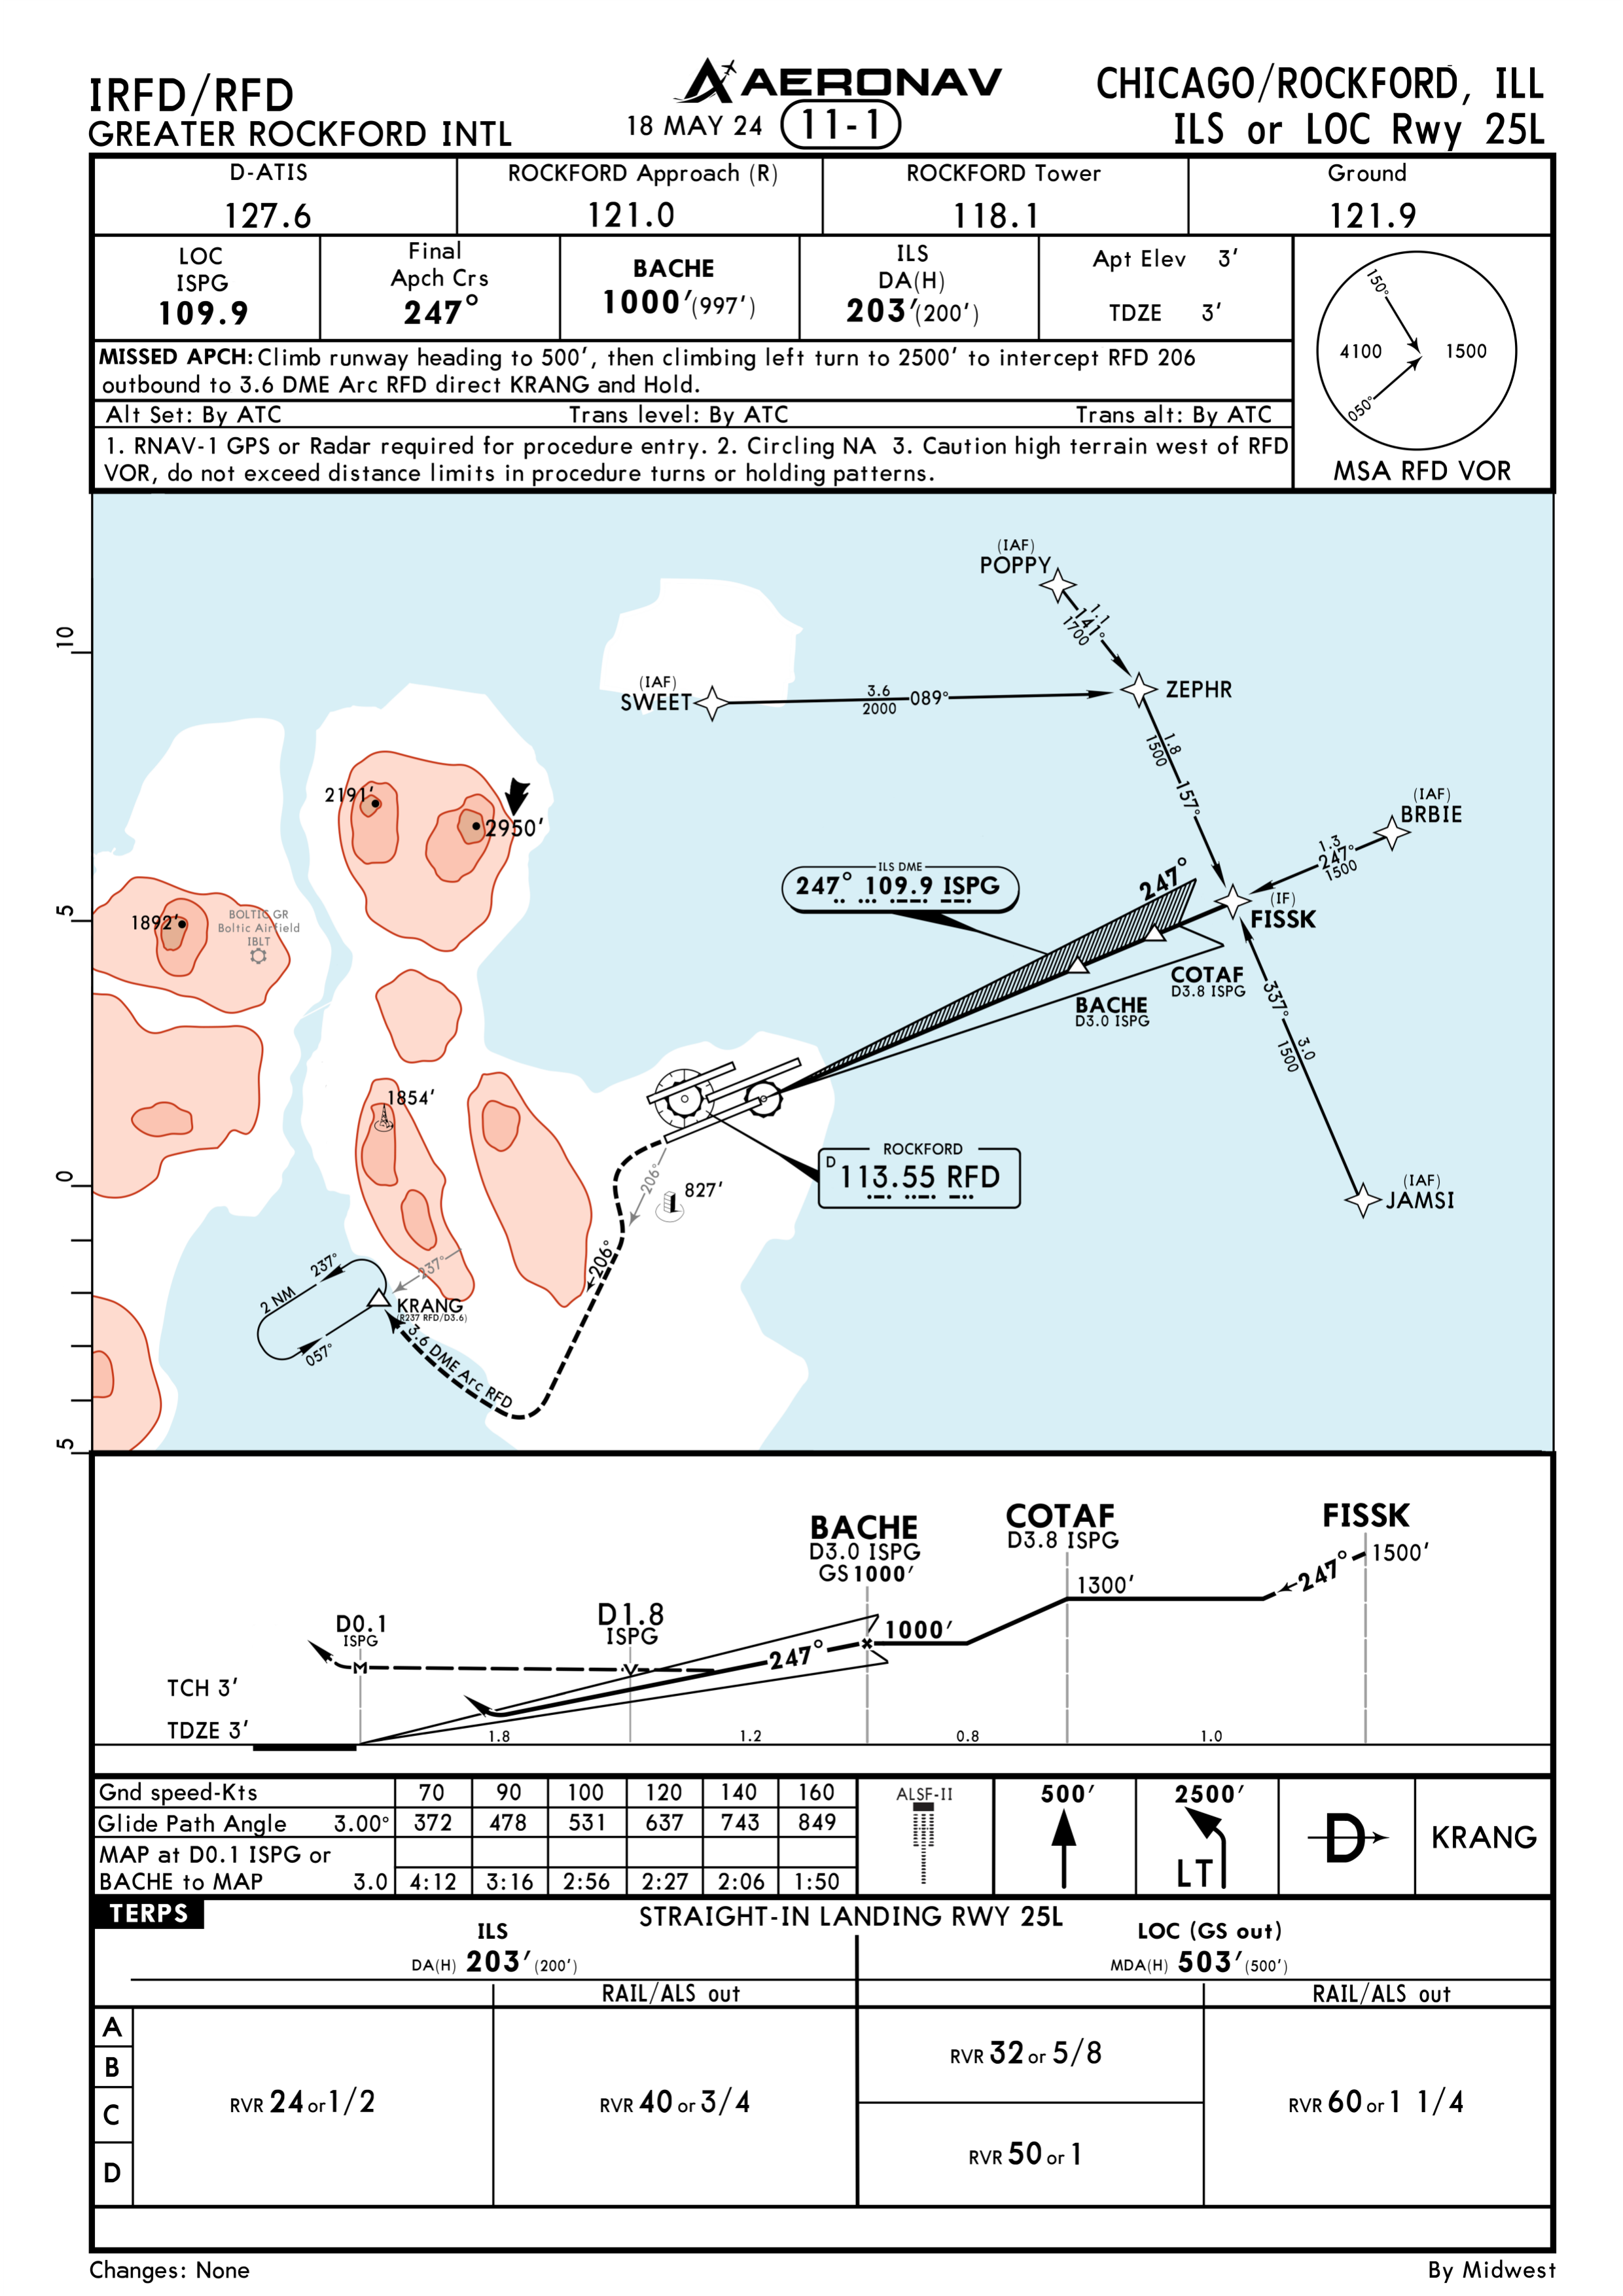 IRFD/RFD
GREATER ROCKFORD INTL
AERONAV
18 MAY 24 11-1
CHICAGO/ROCKFORD, ILL
ILS or LOC Rwy 25L
D-ATIS
127.6
ROCKFORD Approach (R)
121.0
ROCKFORD Tower
118.1
Ground
121.9
LOC
ISPG
109.9
Final
Apch Crs
247°
BACHE
1000'(997')
ILS
DA(H)
203'(200')
Apt Elev 3'
TDZE 3'
150°
4100 1500
050°
MSA RFD VOR
MISSED APCH: Climb runway heading to 500', then climbing left turn to 2500' to intercept RFD 206
outbound to 3.6 DME Arc RFD direct KRANG and Hold.
Alt Set: By ATC Trans level: By ATC Trans alt: By ATC
1. RNAV-1 GPS or Radar required for procedure entry. 2. Circling NA 3. Caution high terrain west of RFD
VOR, do not exceed distance limits in procedure turns or holding patterns.
10
5
0
5
(IAF)
POPPY
1.1
141°
1700
(IAF)
SWEET
3.6
2000
089°
ZEPHR
1.8
1500
157°
(IAF)
BRBIE
1.3
247°
1500
(IF)
FISSK
2191'
2950'
1892'
BOLTIC GR
Boltic Airfield
IBLT
ILS DME
247° 109.9 ISPG
247°
COTAF
D3.8 ISPG
BACHE
D3.0 ISPG
337°
3.0
1500
(IAF)
JAMSI
1854'
ROCKFORD
D
113.55 RFD
206°
827'
206°
237°
237°
2 NM
057°
KRANG
(R237 RFD/D3.6)
3.6 DME Arc RFD
BACHE
D3.0 ISPG
GS 1000'
COTAF
D3.8 ISPG
FISSK
1500'
247°
1300'
1000'
247°
D1.8
ISPG
D0.1
ISPG
M
V
TCH 3'
TDZE 3'
1.8 1.2 0.8 1.0
Gnd speed-Kts 70 90 100 120 140 160
Glide Path Angle 3.00° 372 478 531 637 743 849
MAP at D0.1 ISPG or
BACHE to MAP 3.0 4:12 3:16 2:56 2:27 2:06 1:50
ALSF-II
500'
2500'
LT
D
KRANG
TERPS
STRAIGHT-IN LANDING RWY 25L
ILS
DA(H) 203'(200')
LOC (GS out)
MDA(H) 503'(500')
RAIL/ALS out
RAIL/ALS out
A
B
C
D
RVR 24 or 1/2
RVR 40 or 3/4
RVR 32 or 5/8
RVR 50 or 1
RVR 60 or 1 1/4
Changes: None
By Midwest